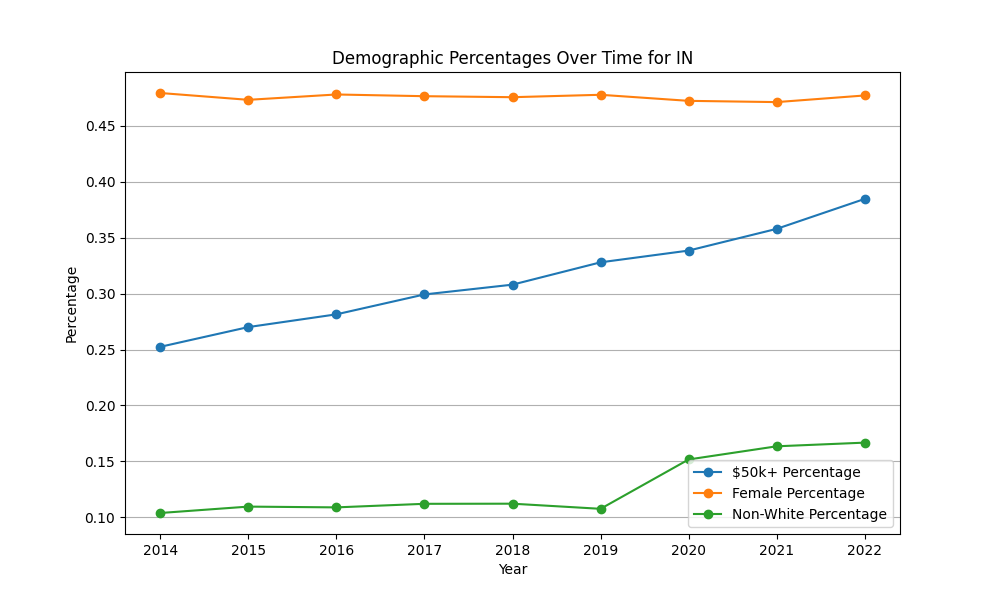 Demographic Percentages Over Time for IN
Percentage
0.45
0.40
0.35
0.30
0.25
0.20
0.15
0.10
$50k+ Percentage
Female Percentage
Non-White Percentage
2014 2015 2016 2017 2018 2019 2020 2021 2022
Year